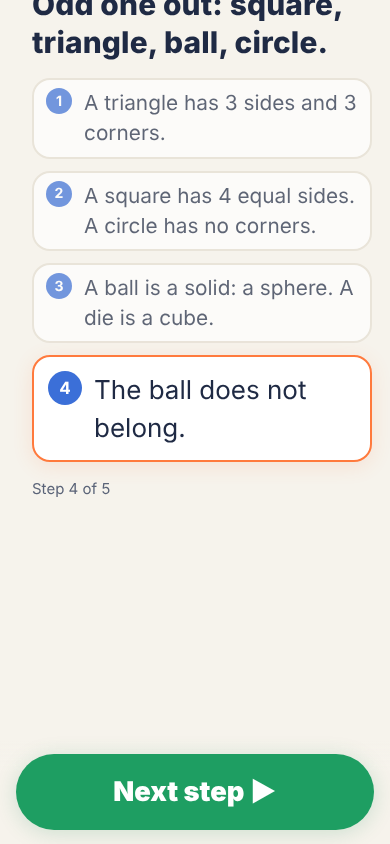 Odd one out: square,
triangle, ball, circle.
1 A triangle has 3 sides and 3
corners.
2 A square has 4 equal sides.
A circle has no corners.
3 A ball is a solid: a sphere. A
die is a cube.
4 The ball does not
belong.
Step 4 of 5
Next step ▶